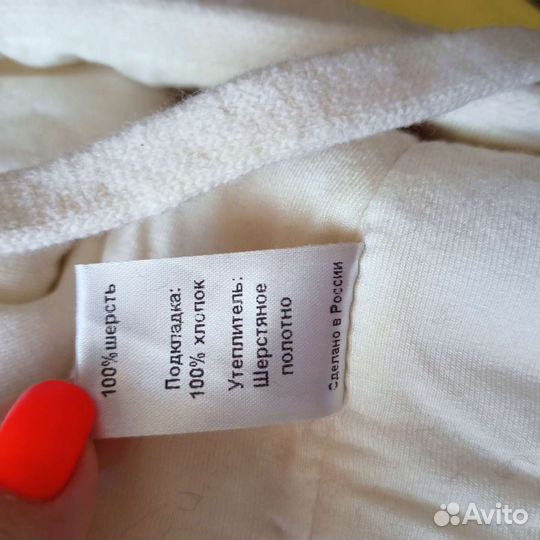 100% шерсть
Подкладка:
100% хлопок
Утеплитель:
Шерстяное
полотно
Сделано в России
Avito